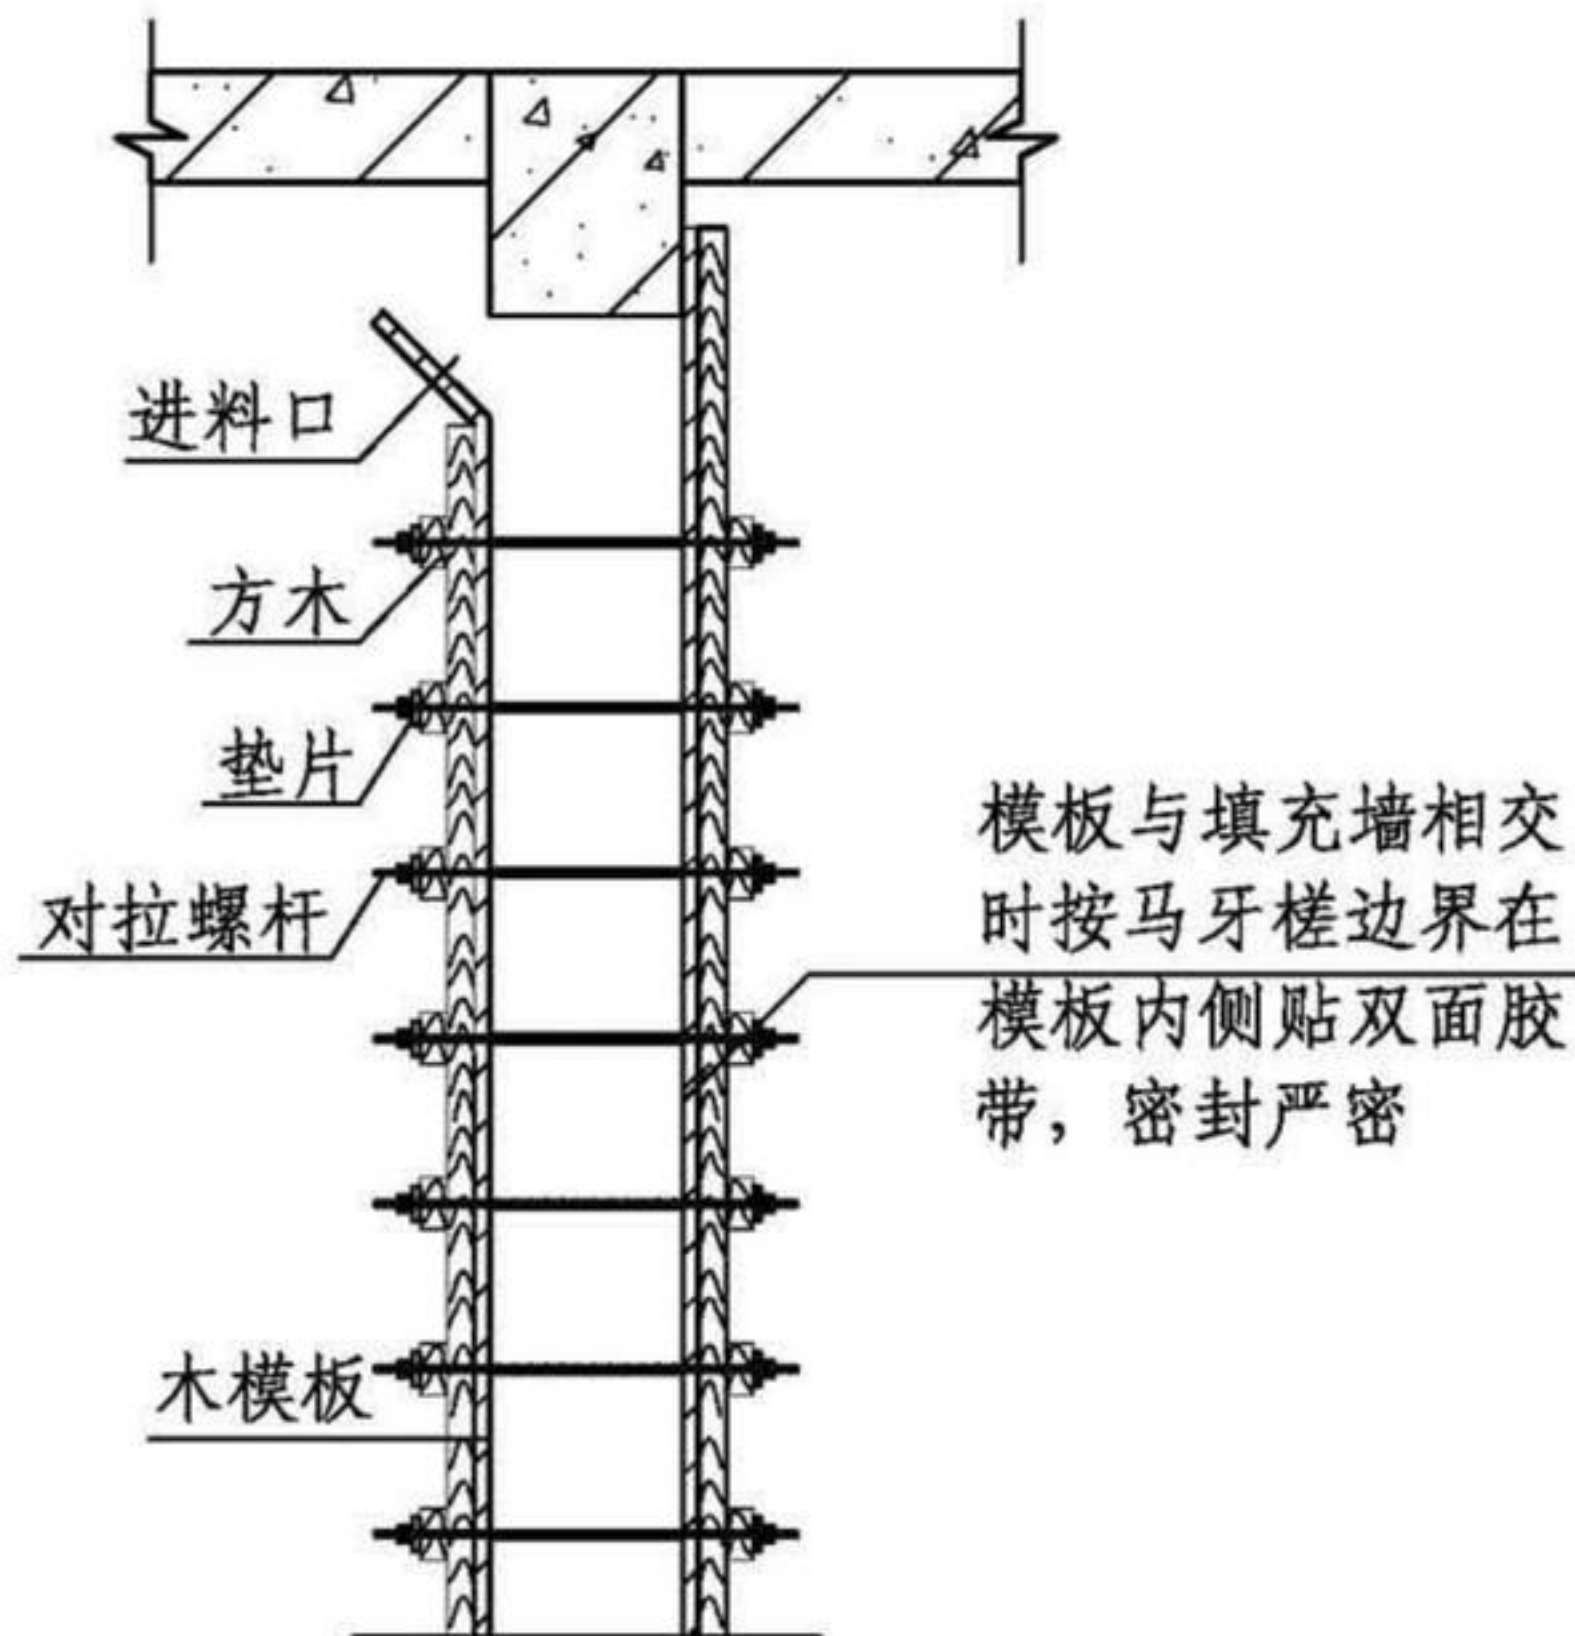 进料口
方木
垫片
对拉螺杆
模板与填充墙相交
时按马牙槎边界在
模板内侧贴双面胶
带，密封严密
木模板